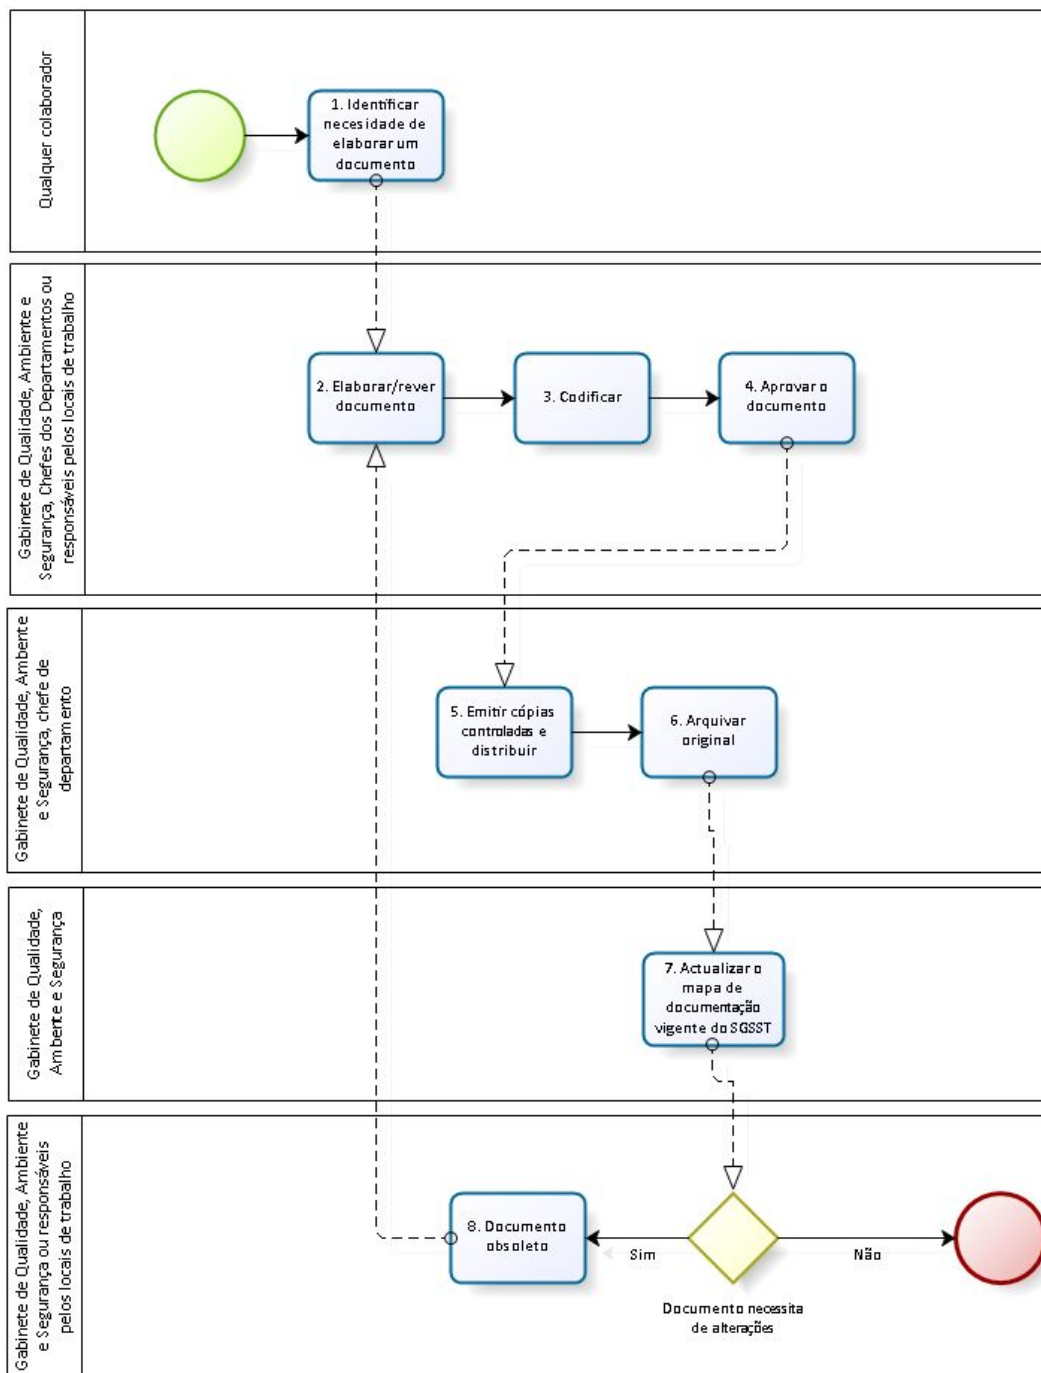 Qualquer colaborador
1. Identificar
necesidade de
elaborar um
documento
Gabinete de Qualidade, Ambiente e
Segurança, Chefes dos Departamentos ou
responsáveis pelos locais de trabalho
2. Elaborar/rever
documento
3. Codificar
4. Aprovar o
documento
Gabinete de Qualidade, Ambente
e Segurança, chefe de
departamento
5. Emitir cópias
controladas e
distribuir
6. Arquivar
original
Gabinete de Qualidade,
Ambente e Segurança
7. Actualizar o
mapa de
documentação
vigente do SGSST
Gabinete de Qualidade, Ambiente
e Segurança ou responsáveis
pelos locais de trabalho
8. Documento
obsoleto
Sim
Não
Documento necessita
de alterações